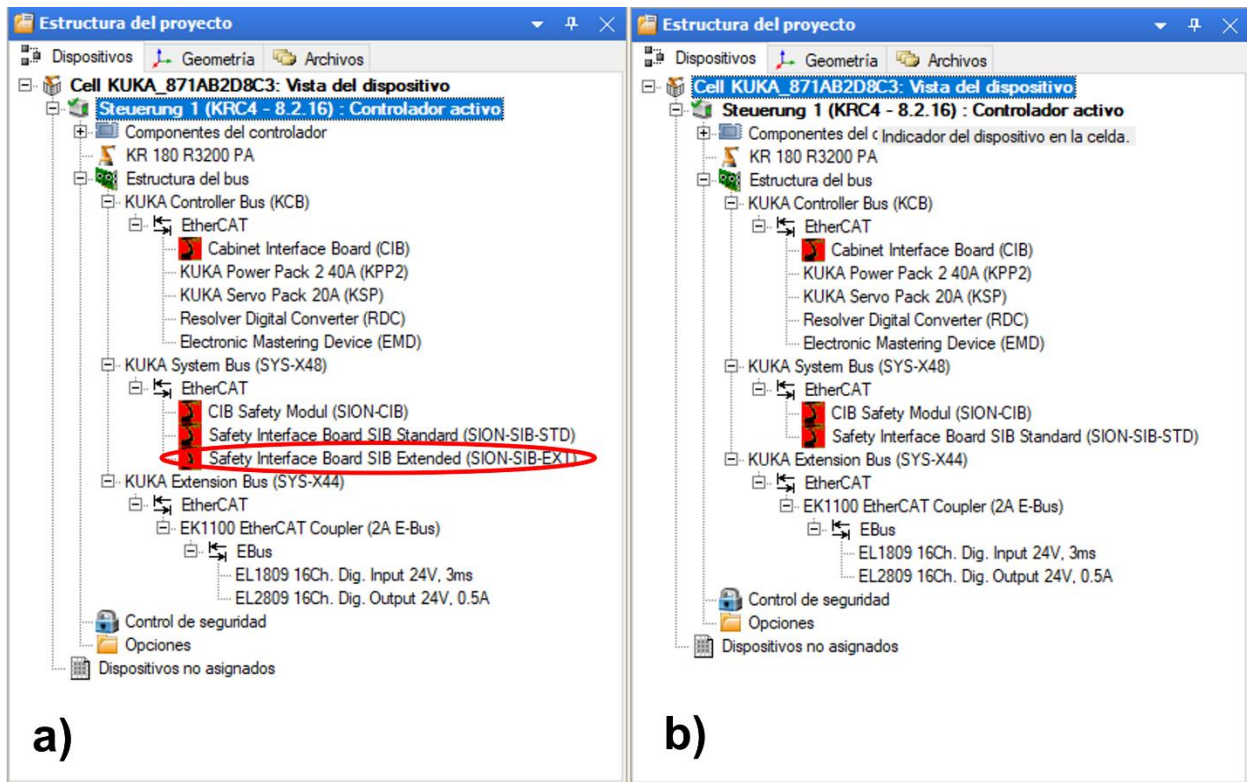 Estructura del proyecto
Dispositivos Geometría Archivos
Cell KUKA_871AB2D8C3: Vista del dispositivo
Steuerung 1 (KRC4 - 8.2.16) : Controlador activo
Componentes del controlador
KR 180 R3200 PA
Estructura del bus
KUKA Controller Bus (KCB)
EtherCAT
Cabinet Interface Board (CIB)
KUKA Power Pack 2 40A (KPP2)
KUKA Servo Pack 20A (KSP)
Resolver Digital Converter (RDC)
Electronic Mastering Device (EMD)
KUKA System Bus (SYS-X48)
EtherCAT
CIB Safety Modul (SION-CIB)
Safety Interface Board SIB Standard (SION-SIB-STD)
Safety Interface Board SIB Extended (SION-SIB-EXT)
KUKA Extension Bus (SYS-X44)
EtherCAT
EK1100 EtherCAT Coupler (2A E-Bus)
EBus
EL1809 16Ch. Dig. Input 24V, 3ms
EL2809 16Ch. Dig. Output 24V, 0.5A
Control de seguridad
Opciones
Dispositivos no asignados
a)
Estructura del proyecto
Dispositivos Geometría Archivos
Cell KUKA_871AB2D8C3: Vista del dispositivo
Steuerung 1 (KRC4 - 8.2.16) : Controlador activo
Componentes del c Indicador del dispositivo en la celda.
KR 180 R3200 PA
Estructura del bus
KUKA Controller Bus (KCB)
EtherCAT
Cabinet Interface Board (CIB)
KUKA Power Pack 2 40A (KPP2)
KUKA Servo Pack 20A (KSP)
Resolver Digital Converter (RDC)
Electronic Mastering Device (EMD)
KUKA System Bus (SYS-X48)
EtherCAT
CIB Safety Modul (SION-CIB)
Safety Interface Board SIB Standard (SION-SIB-STD)
KUKA Extension Bus (SYS-X44)
EtherCAT
EK1100 EtherCAT Coupler (2A E-Bus)
EBus
EL1809 16Ch. Dig. Input 24V, 3ms
EL2809 16Ch. Dig. Output 24V, 0.5A
Control de seguridad
Opciones
Dispositivos no asignados
b)